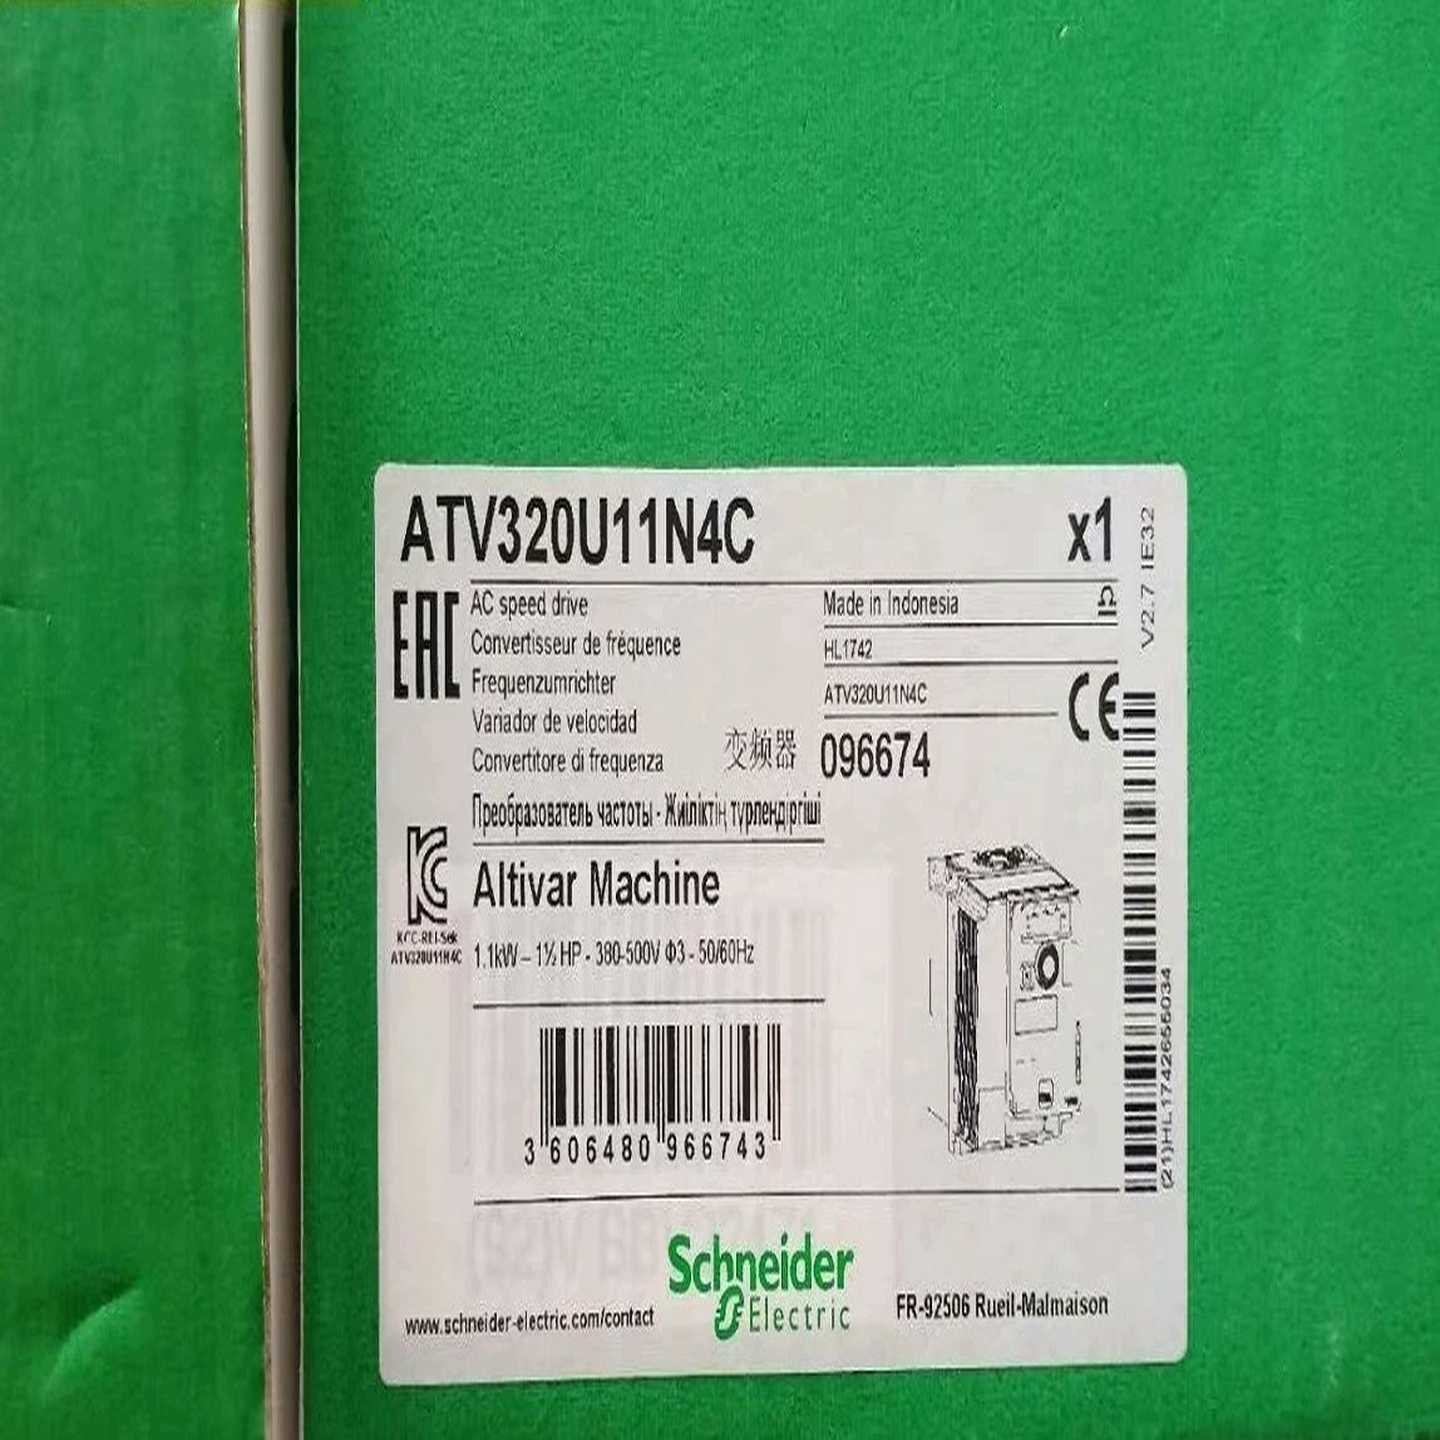 ATV320U11N4C x1
V2.7 IE32
EAC
AC speed drive
Convertisseur de fréquence
Frequenzumrichter
Variador de velocidad
Convertitore di frequenza
变频器
Преобразователь частоты - Жиіліктің түрлендіргіші
Made in Indonesia
HL1742
ATV320U11N4C
CE
096674
KC
ATV320U11N4C
Altivar Machine
1.1kW – 1½ HP - 380-500V Φ3 - 50/60Hz
3 606480 966743
(21)HL1742656034
Schneider
Electric
www.schneider-electric.com/contact
FR-92506 Rueil-Malmaison